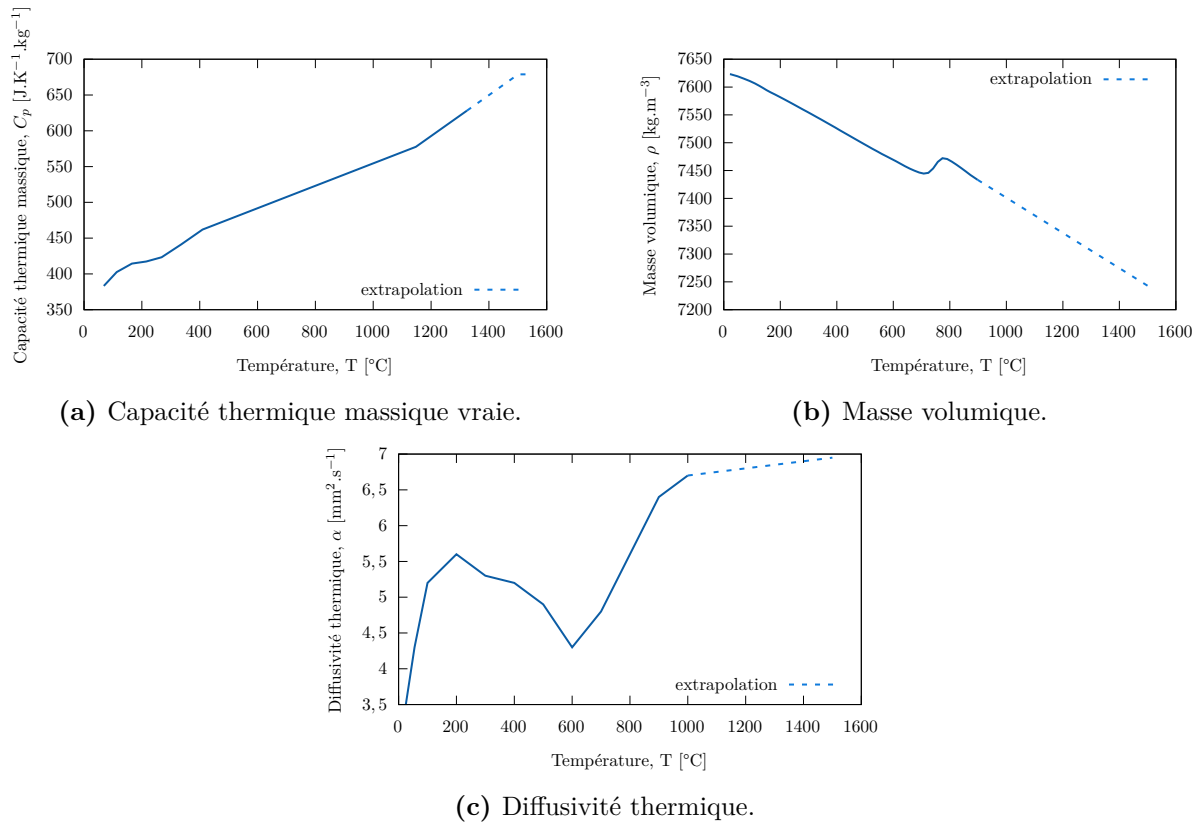 Capacité thermique massique, Cp [J.K−1.kg−1]
700
650
600
550
500
450
400
350
extrapolation
0 200 400 600 800 1000 1200 1400 1600
Température, T [°C]
(a) Capacité thermique massique vraie.
Masse volumique, ρ [kg.m−3]
7650
7600
7550
7500
7450
7400
7350
7300
7250
7200
extrapolation
0 200 400 600 800 1000 1200 1400 1600
Température, T [°C]
(b) Masse volumique.
Diffusivité thermique, α [mm2.s−1]
7
6,5
6
5,5
5
4,5
4
3,5
extrapolation
0 200 400 600 800 1000 1200 1400 1600
Température, T [°C]
(c) Diffusivité thermique.